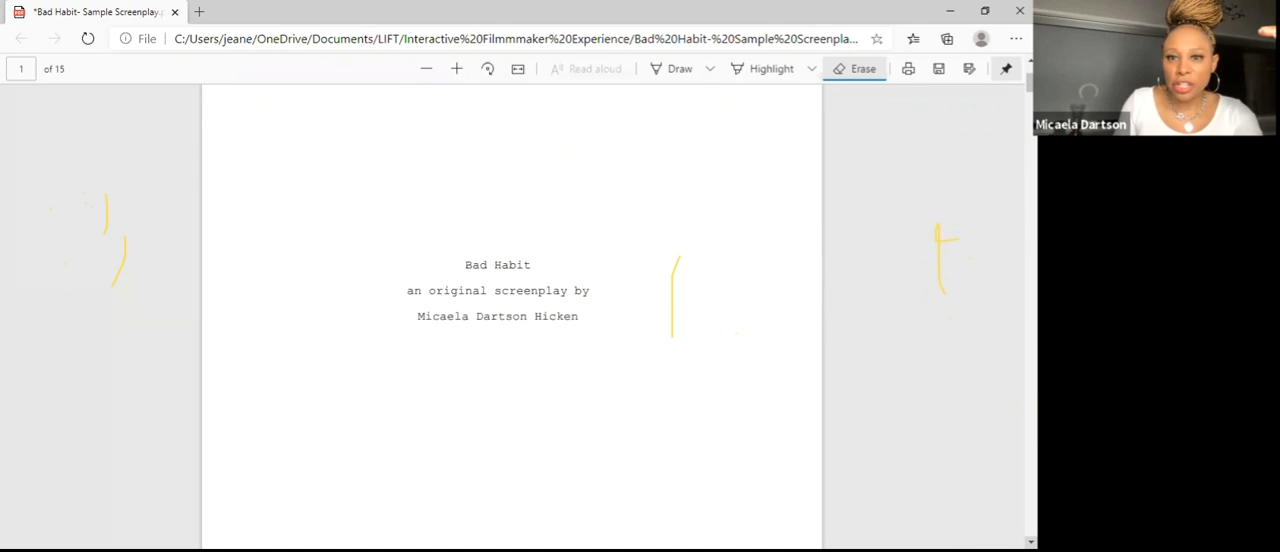 *Bad Habit- Sample Screenplay.p
File
C:/Users/jeane/OneDrive/Documents/LIFT/Interactive%20Filmmmaker%20Experience/Bad%20Habit-%20Sample%20Screenpla...
1 of 15
Read aloud
Draw
Highlight
Erase
Micaela Dartson
Bad Habit
an original screenplay by
Micaela Dartson Hicken